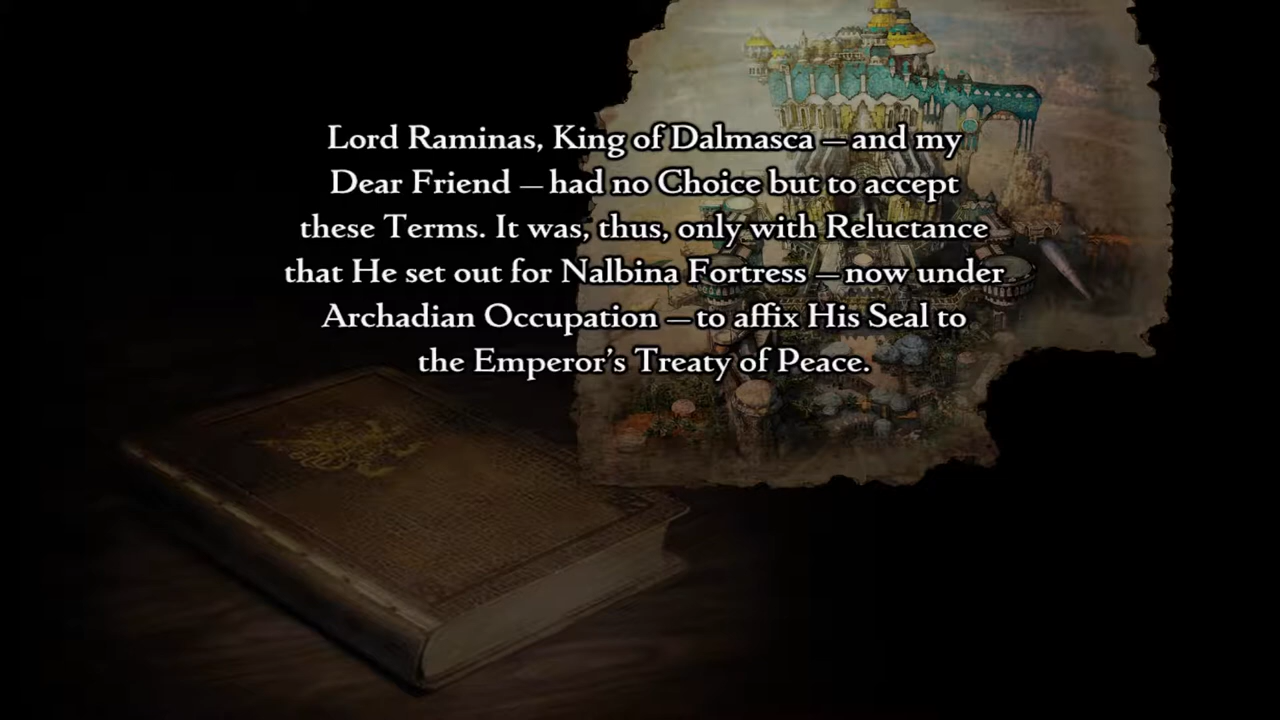 Lord Raminas, King of Dalmasca — and my
Dear Friend — had no Choice but to accept
these Terms. It was, thus, only with Reluctance
that He set out for Nalbina Fortress — now under
Archadian Occupation — to affix His Seal to
the Emperor’s Treaty of Peace.